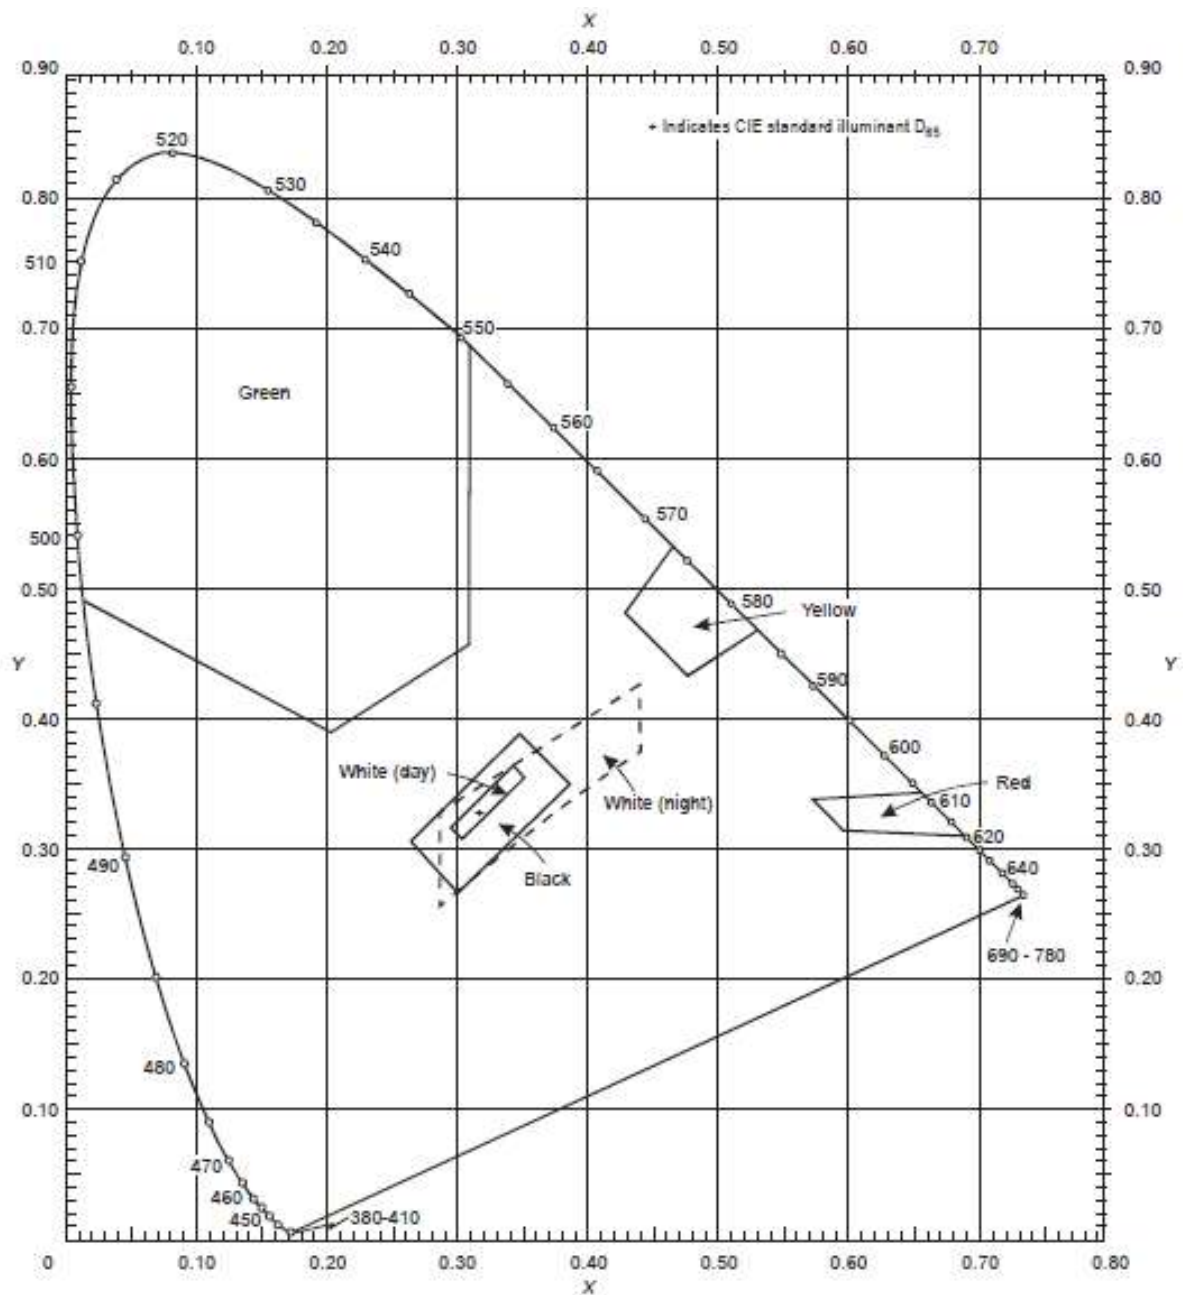 X
0.10 0.20 0.30 0.40 0.50 0.60 0.70
0.90 0.90
+ Indicates CIE standard illuminant D65
520
530
0.80 0.80
540
510
0.70 550 0.70
Green
560
0.60 0.60
570
500
0.50 0.50
580
Yellow
Y Y
590
0.40 0.40
600
White (day)
Red
White (night)
610
620
0.30 0.30
490
640
Black
690 - 780
0.20 0.20
480
0.10 0.10
470
460
450
380-410
0 0.10 0.20 0.30 0.40 0.50 0.60 0.70 0.80
X